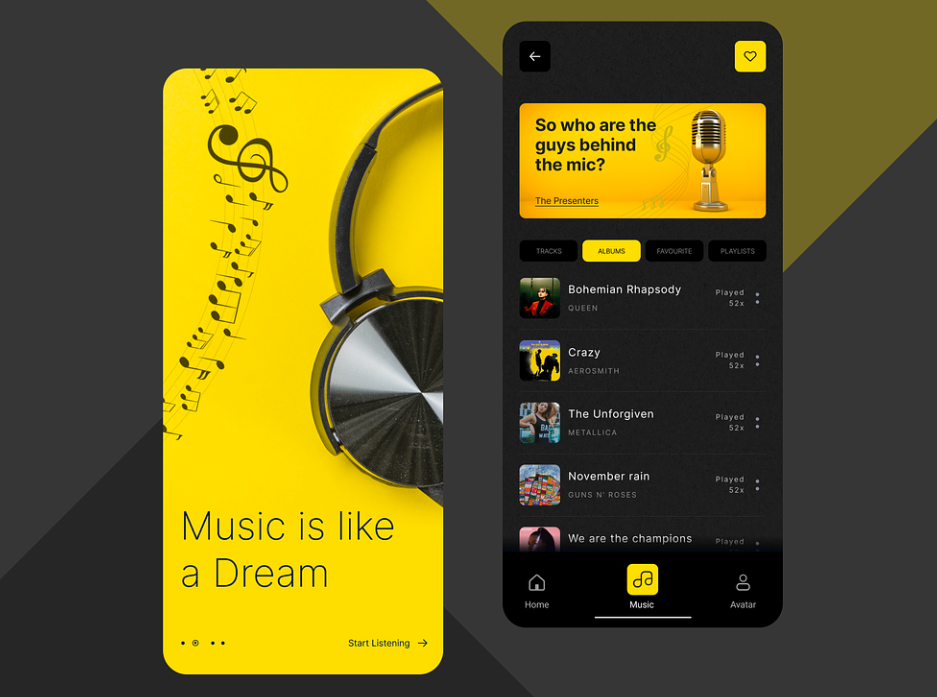 Music is like
a Dream
Start Listening
So who are the
guys behind
the mic?
The Presenters
TRACKS
ALBUMS
FAVOURITE
PLAYLISTS
Bohemian Rhapsody
QUEEN
Played
52x
Crazy
AEROSMITH
Played
52x
The Unforgiven
METALLICA
Played
52x
November rain
GUNS N' ROSES
Played
52x
We are the champions
Played
Home
Music
Avatar